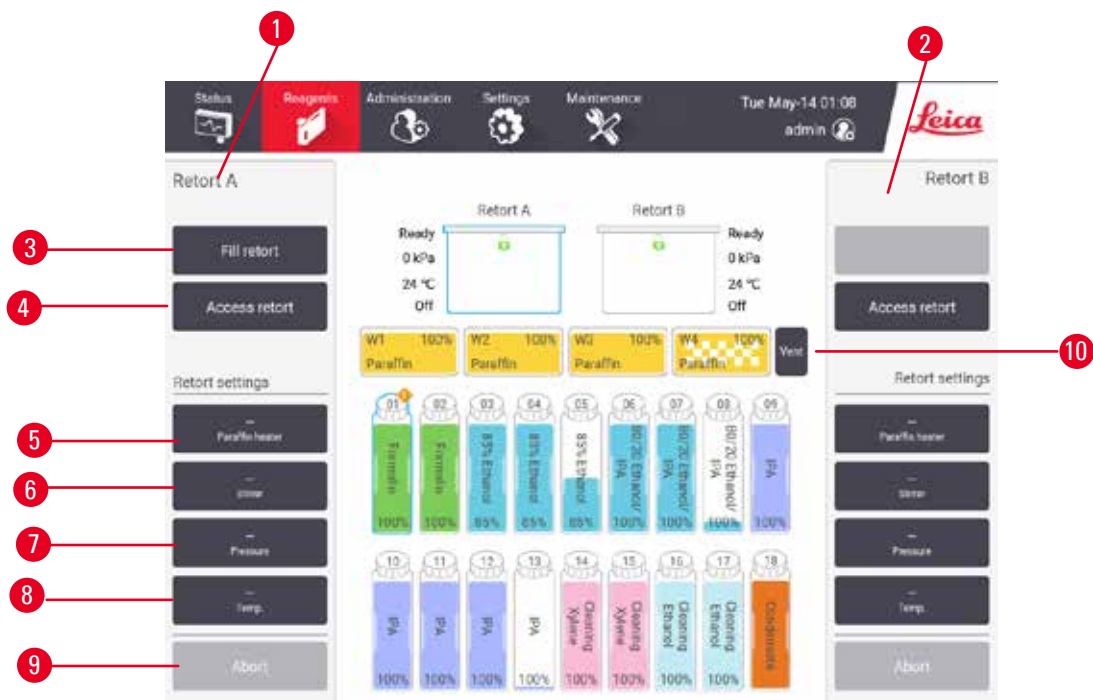 1
2
Status
Reagents
Administration
Settings
Maintenance
Tue May-14 01:08
admin
Leica
Retort A
Retort B
Retort A
Retort B
3
Fill retort
Ready
0 kPa
24 °C
Off
Ready
0 kPa
24 °C
Off
4
Access retort
Access retort
W1 100%
Paraffin
W2 100%
Paraffin
W3 100%
Paraffin
W4 100%
Paraffin
Vent
10
Retort settings
Retort settings
5
--
Paraffin heater
--
Paraffin heater
6
--
Stirrer
--
Stirrer
7
--
Pressure
--
Pressure
8
--
Temp.
--
Temp.
9
Abort
Abort
01
Formalin
100%
02
Formalin
100%
03
85% Ethanol
85%
04
85% Ethanol
85%
05
85% Ethanol
85%
06
80/20 Ethanol/
IPA
100%
07
80/20 Ethanol/
IPA
100%
08
80/20 Ethanol/
IPA
100%
09
IPA
100%
10
IPA
100%
11
IPA
100%
12
IPA
100%
13
IPA
100%
14
Cleaning
Xylene
100%
15
Cleaning
Xylene
100%
16
Cleaning
Ethanol
100%
17
Cleaning
Ethanol
100%
18
Condensate